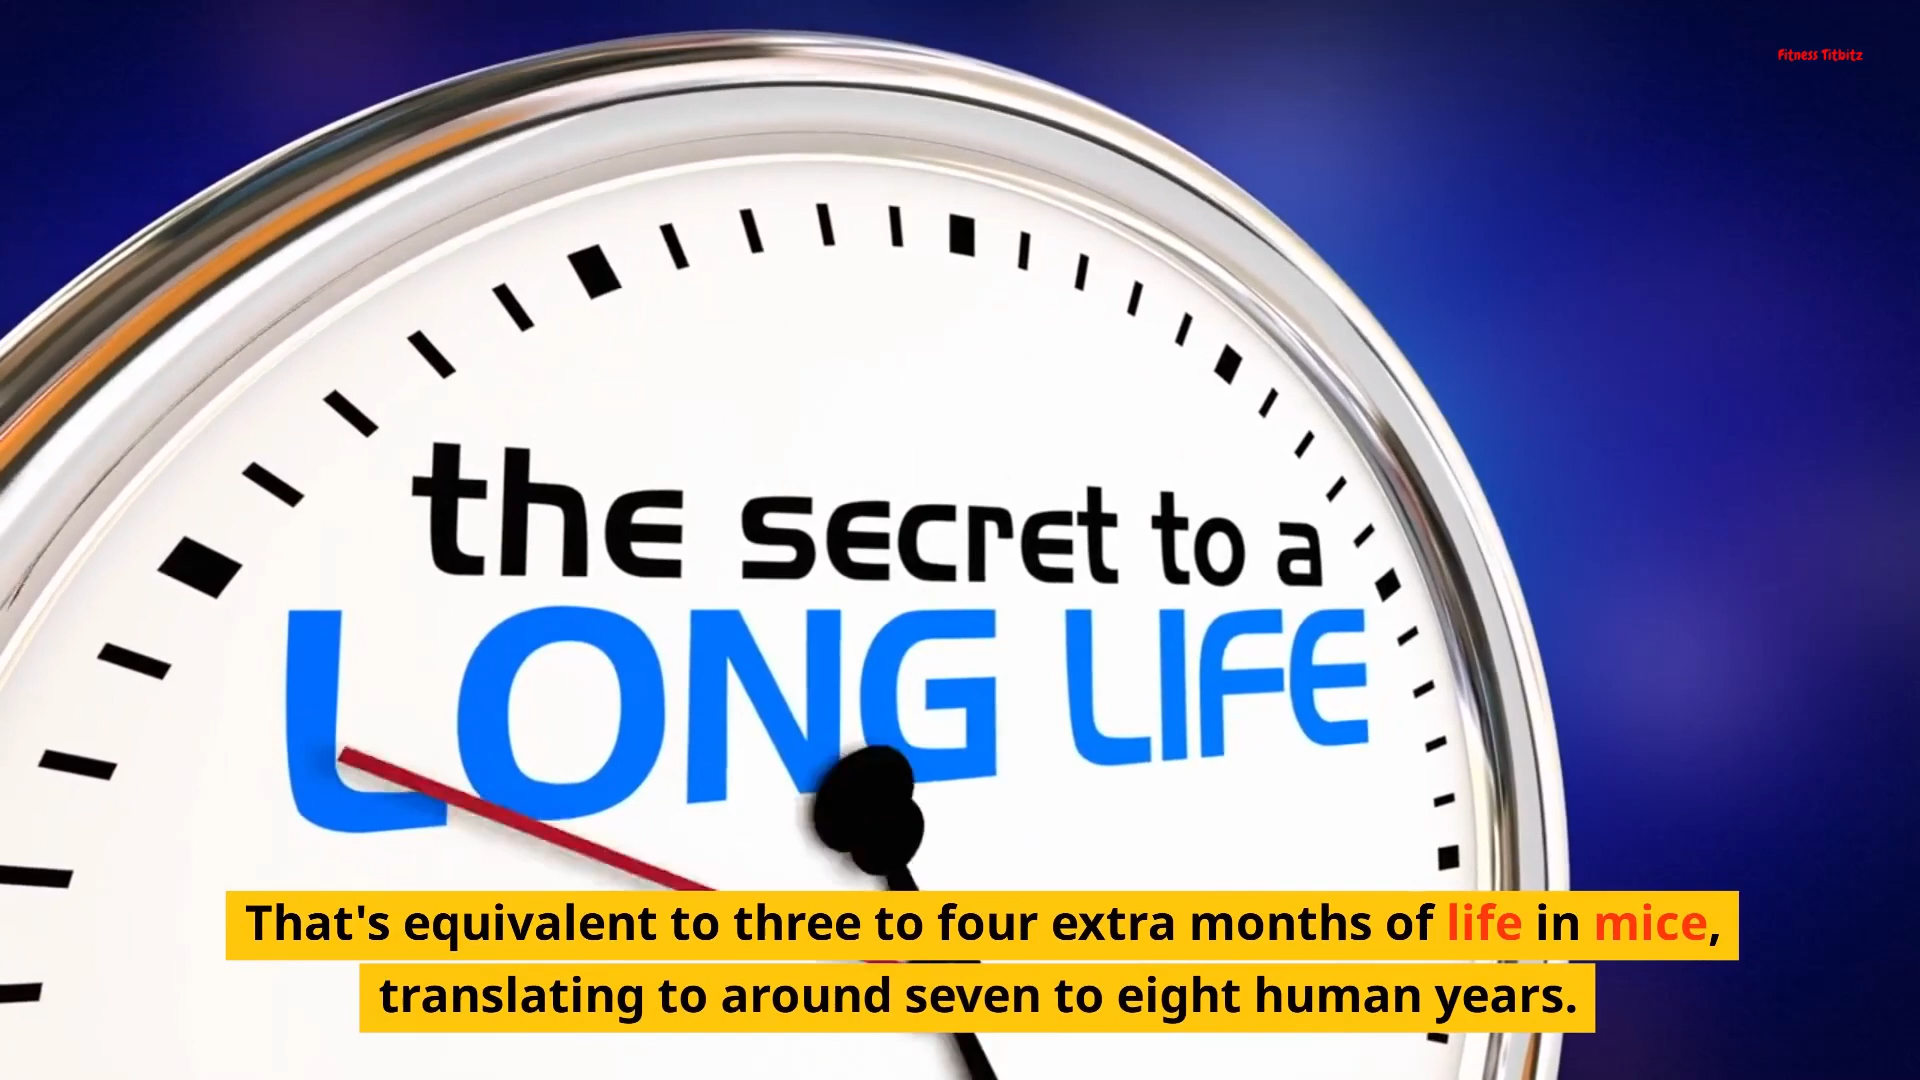 Fitness Titbitz
the secret to a
LONG LIFE
That's equivalent to three to four extra months of life in mice,
translating to around seven to eight human years.